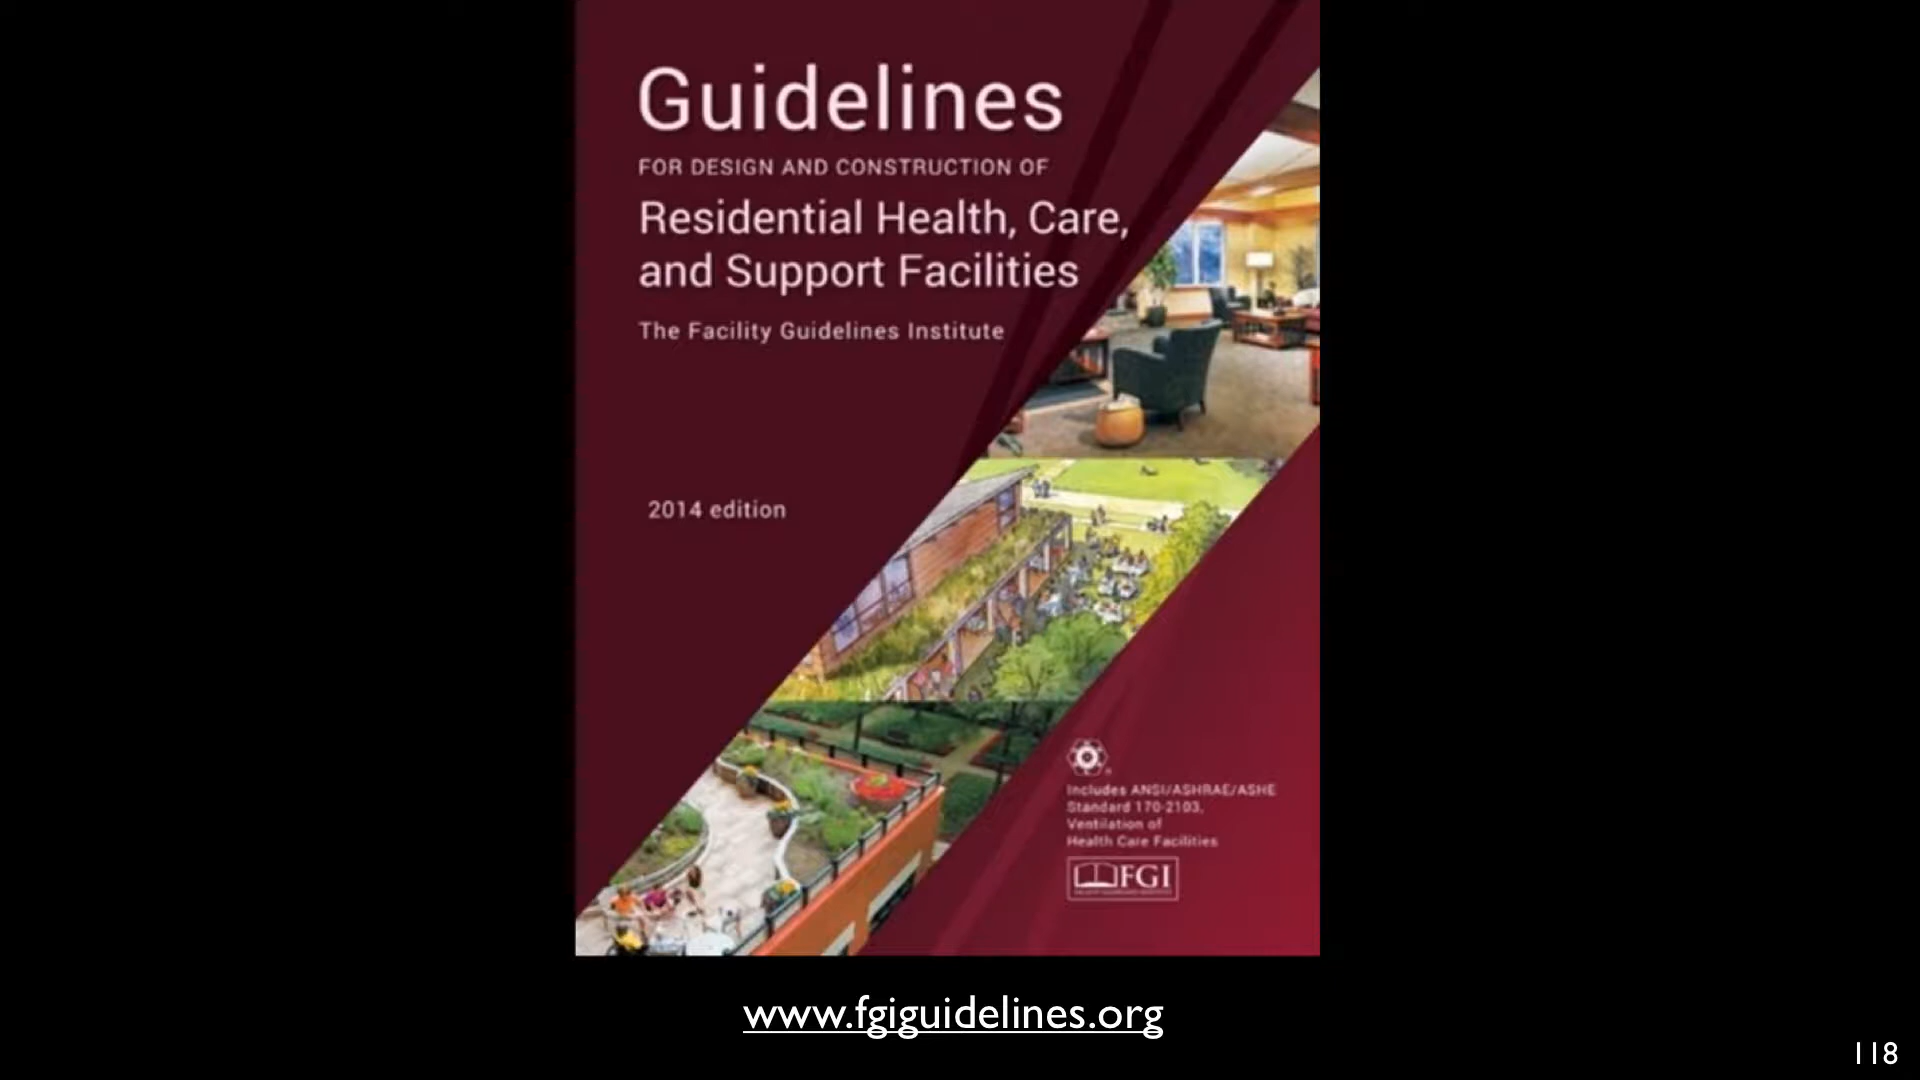 Guidelines
FOR DESIGN AND CONSTRUCTION OF
Residential Health, Care,
and Support Facilities
The Facility Guidelines Institute
2014 edition
Includes ANSI/ASHRAE/ASHE
Standard 170-2103,
Ventilation of
Health Care Facilities
FGI
www.fgiguidelines.org
118